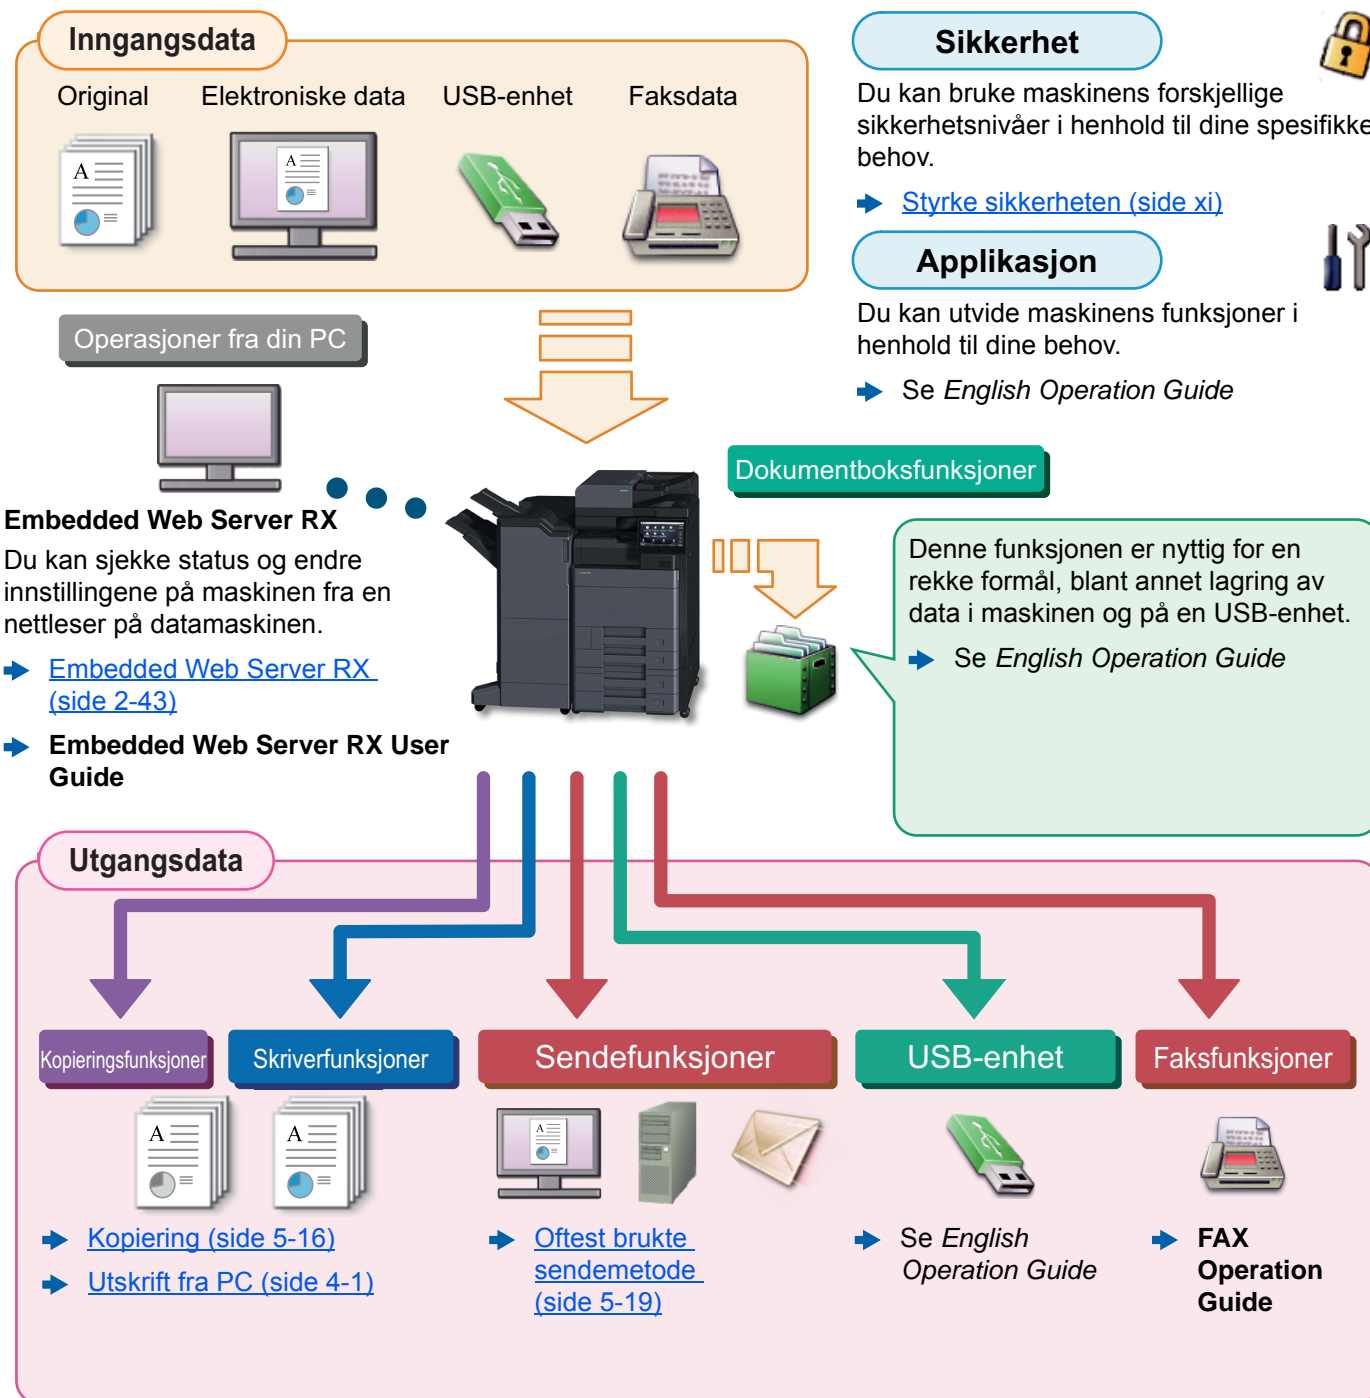 Inngangsdata
Original
Elektroniske data
USB-enhet
Faksdata
Sikkerhet
Du kan bruke maskinens forskjellige
sikkerhetsnivåer i henhold til dine spesifikke
behov.
Styrke sikkerheten (side xi)
Applikasjon
Du kan utvide maskinens funksjoner i
henhold til dine behov.
Se English Operation Guide
Operasjoner fra din PC
Embedded Web Server RX
Du kan sjekke status og endre
innstillingene på maskinen fra en
nettleser på datamaskinen.
Embedded Web Server RX
(side 2-43)
Embedded Web Server RX User
Guide
Dokumentboksfunksjoner
Denne funksjonen er nyttig for en
rekke formål, blant annet lagring av
data i maskinen og på en USB-enhet.
Se English Operation Guide
Utgangsdata
Kopieringsfunksjoner
Skriverfunksjoner
Sendefunksjoner
USB-enhet
Faksfunksjoner
Kopiering (side 5-16)
Utskrift fra PC (side 4-1)
Oftest brukte
sendemetode
(side 5-19)
Se English
Operation Guide
FAX
Operation
Guide